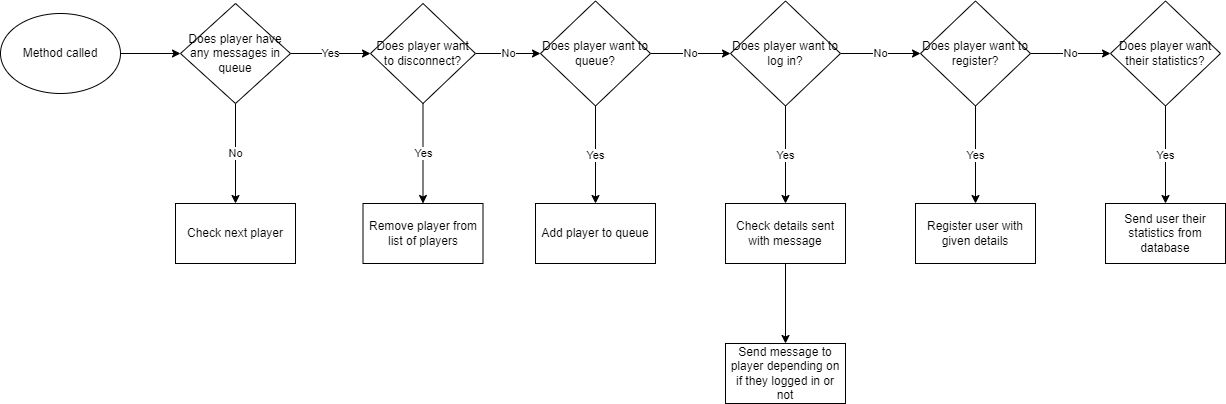 Method called
Does player have
any messages in
queue
Yes
Does player want
to disconnect?
No
Does player want to
queue?
No
Does player want to
log in?
No
Does player want to
register?
No
Does player want
their statistics?
No
Yes
Yes
Yes
Yes
Yes
Check next player
Remove player from
list of players
Add player to queue
Check details sent
with message
Register user with
given details
Send user their
statistics from
database
Send message to
player depending on
if they logged in or
not